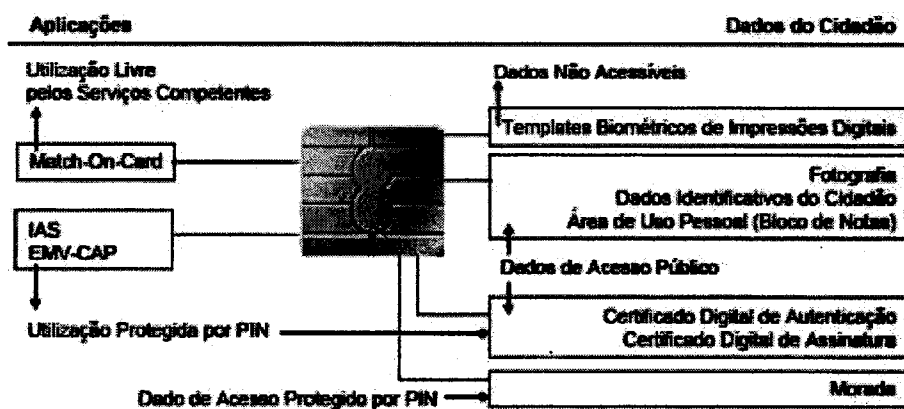 Aplicações
Dados do Cidadão
Utilização Livre
pelos Serviços Competentes
Dados Não Acessíveis
Templates Biométricos de Impressões Digitais
Match-On-Card
Fotografia
Dados Identificativos do Cidadão
Área de Uso Pessoal (Bloco de Notas)
IAS
EMV-CAP
Dados de Acesso Público
Certificado Digital de Autenticação
Certificado Digital de Assinatura
Utilização Protegida por PIN
Morada
Dado de Acesso Protegido por PIN